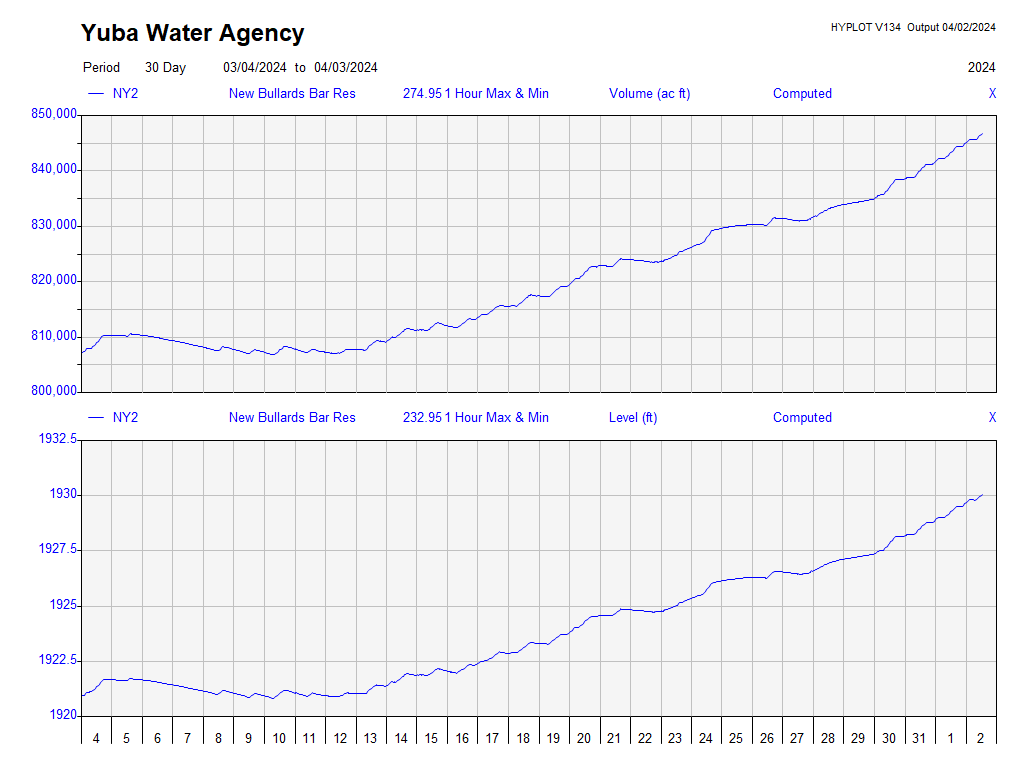 Yuba Water Agency
HYPLOT V134 Output 04/02/2024
Period 30 Day 03/04/2024 to 04/03/2024 2024
NY2 New Bullards Bar Res 274.95 1 Hour Max & Min Volume (ac ft) Computed X
850,000
840,000
830,000
820,000
810,000
800,000
NY2 New Bullards Bar Res 232.95 1 Hour Max & Min Level (ft) Computed X
1932.5
1930
1927.5
1925
1922.5
1920
4 5 6 7 8 9 10 11 12 13 14 15 16 17 18 19 20 21 22 23 24 25 26 27 28 29 30 31 1 2